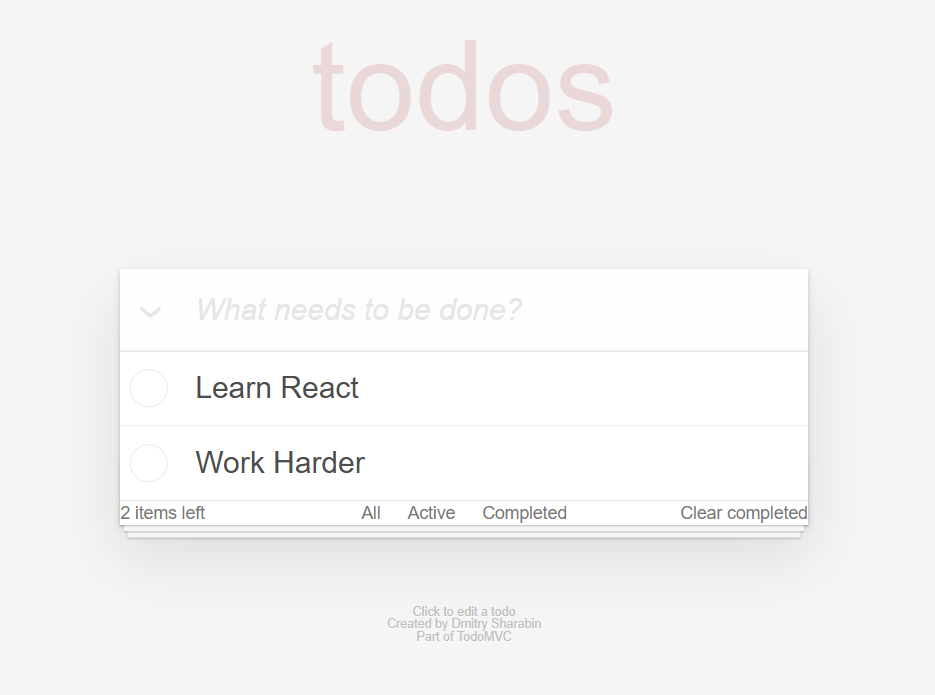 todos
What needs to be done?
Learn React
Work Harder
2 items left All Active Completed Clear completed
Click to edit a todo
Created by Dmitry Sharabin
Part of TodoMVC